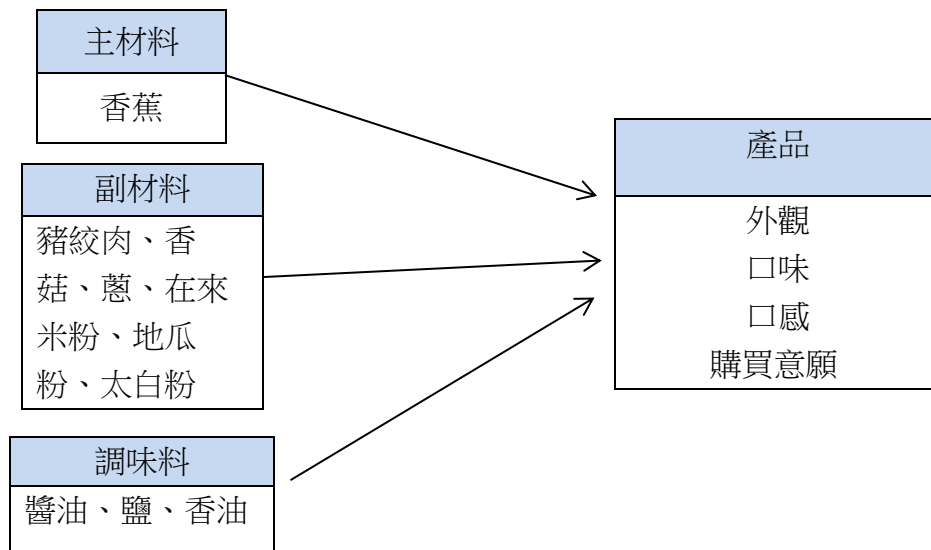 主材料
香蕉
副材料
豬絞肉、香
菇、蔥、在來
米粉、地瓜
粉、太白粉
調味料
醬油、鹽、香油
產品
外觀
口味
口感
購買意願